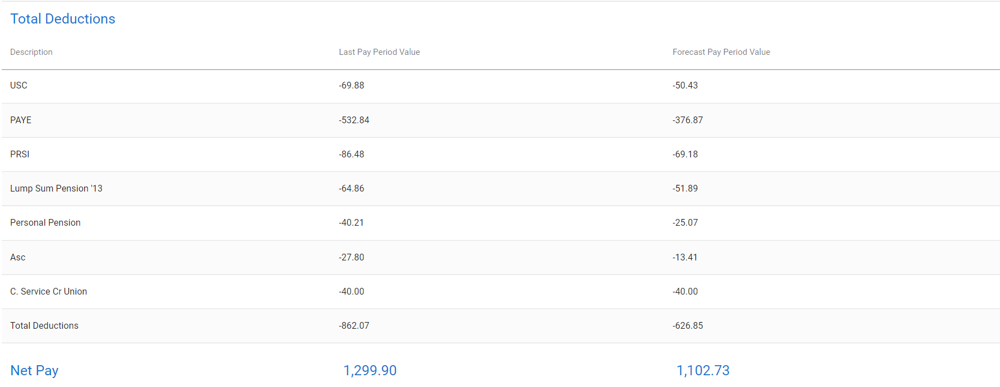 Total Deductions
Description Last Pay Period Value Forecast Pay Period Value
USC -69.88 -50.43
PAYE -532.84 -376.87
PRSI -86.48 -69.18
Lump Sum Pension '13 -64.86 -51.89
Personal Pension -40.21 -25.07
Asc -27.80 -13.41
C. Service Cr Union -40.00 -40.00
Total Deductions -862.07 -626.85
Net Pay 1,299.90 1,102.73